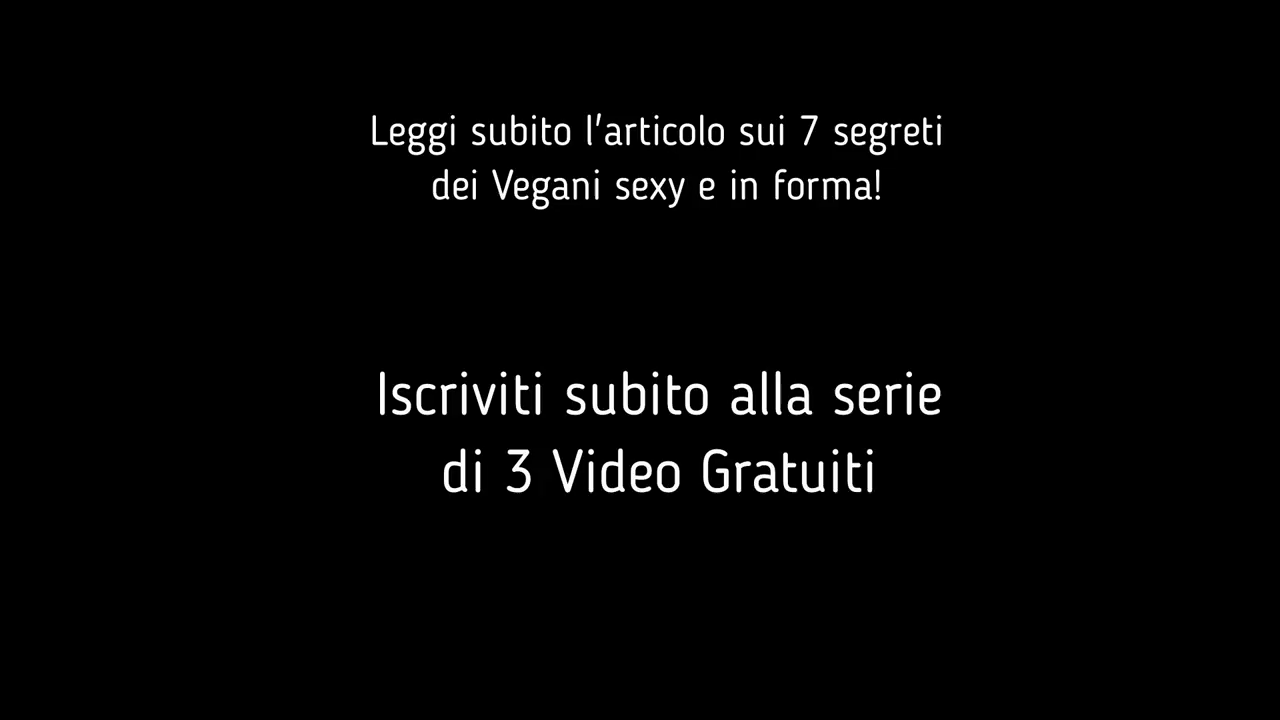 Leggi subito l'articolo sui 7 segreti
dei Vegani sexy e in forma!
Iscriviti subito alla serie
di 3 Video Gratuiti